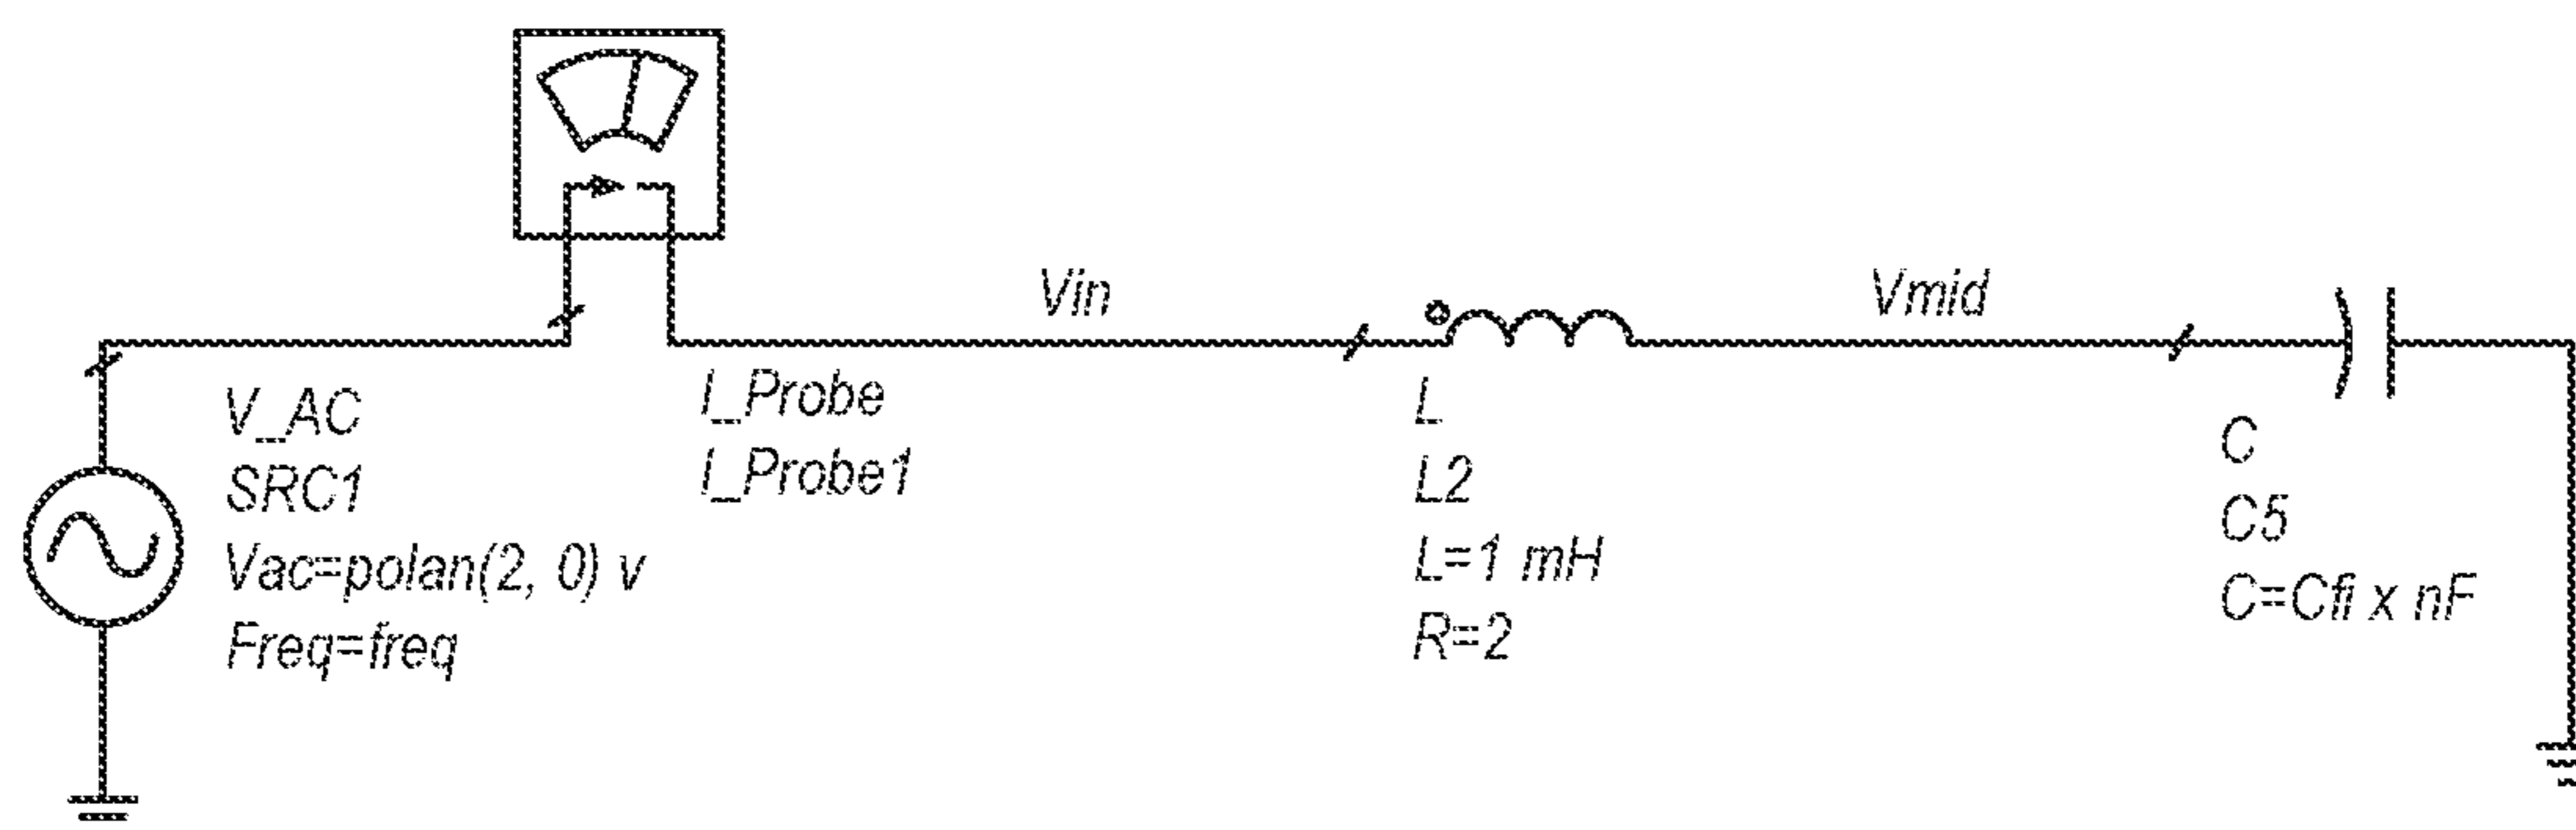 Vin
Vmid
V_AC
SRC1
Vac=polan(2, 0) v
Freq=freq
I_Probe
I_Probe1
L
L2
L=1 mH
R=2
C
C5
C=Cfi x nF